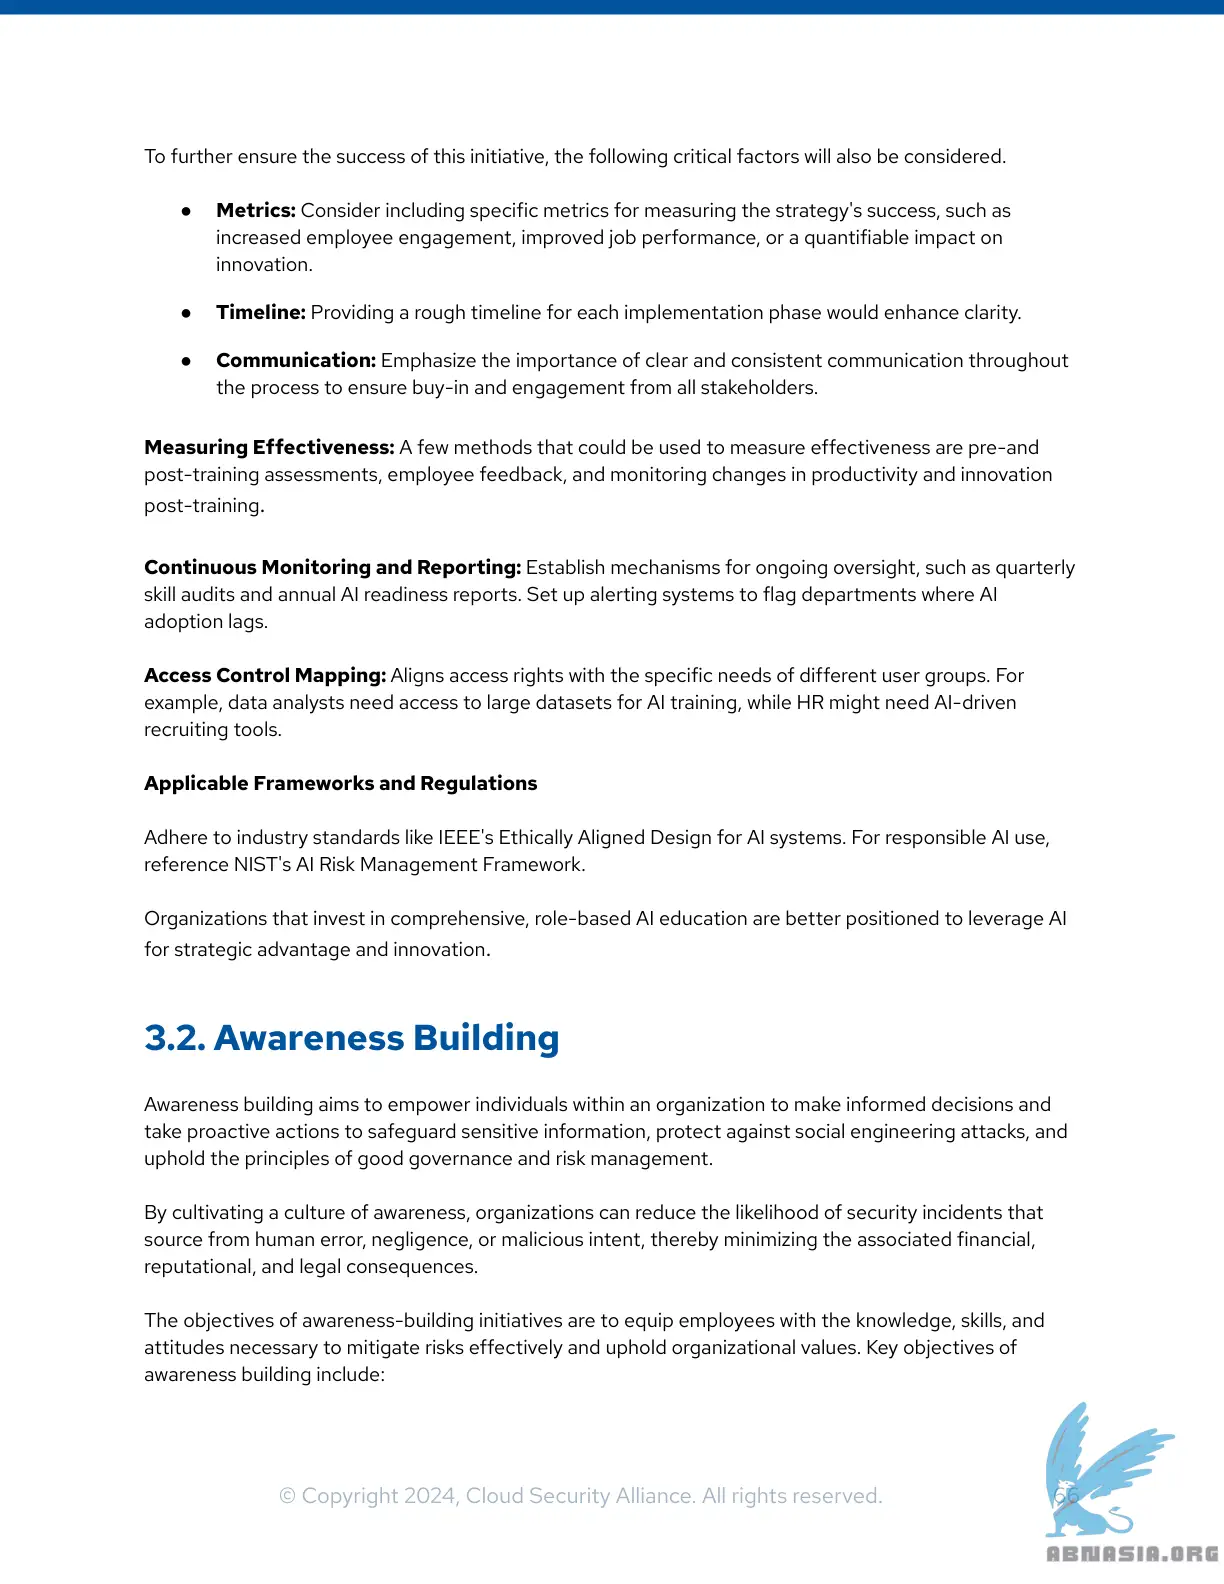 To further ensure the success of this initiative, the following critical factors will also be considered.
● Metrics: Consider including specific metrics for measuring the strategy's success, such as
increased employee engagement, improved job performance, or a quantifiable impact on
innovation.
● Timeline: Providing a rough timeline for each implementation phase would enhance clarity.
● Communication: Emphasize the importance of clear and consistent communication throughout
the process to ensure buy-in and engagement from all stakeholders.
Measuring Effectiveness: A few methods that could be used to measure effectiveness are pre-and
post-training assessments, employee feedback, and monitoring changes in productivity and innovation
post-training.
Continuous Monitoring and Reporting: Establish mechanisms for ongoing oversight, such as quarterly
skill audits and annual AI readiness reports. Set up alerting systems to flag departments where AI
adoption lags.
Access Control Mapping: Aligns access rights with the specific needs of different user groups. For
example, data analysts need access to large datasets for AI training, while HR might need AI-driven
recruiting tools.
Applicable Frameworks and Regulations
Adhere to industry standards like IEEE's Ethically Aligned Design for AI systems. For responsible AI use,
reference NIST's AI Risk Management Framework.
Organizations that invest in comprehensive, role-based AI education are better positioned to leverage AI
for strategic advantage and innovation.
3.2. Awareness Building
Awareness building aims to empower individuals within an organization to make informed decisions and
take proactive actions to safeguard sensitive information, protect against social engineering attacks, and
uphold the principles of good governance and risk management.
By cultivating a culture of awareness, organizations can reduce the likelihood of security incidents that
source from human error, negligence, or malicious intent, thereby minimizing the associated financial,
reputational, and legal consequences.
The objectives of awareness-building initiatives are to equip employees with the knowledge, skills, and
attitudes necessary to mitigate risks effectively and uphold organizational values. Key objectives of
awareness building include:
© Copyright 2024, Cloud Security Alliance. All rights reserved. 66
ABNASIA.ORG